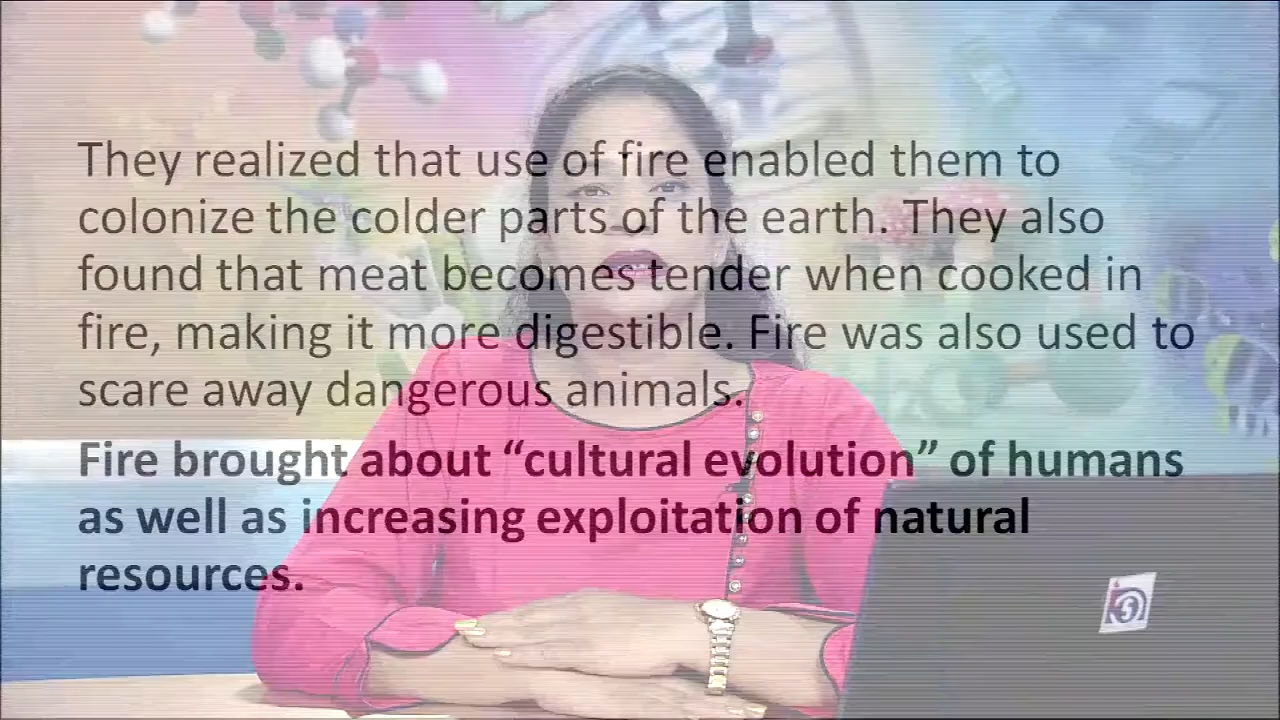 They realized that use of fire enabled them to
colonize the colder parts of the earth. They also
found that meat becomes tender when cooked in
fire, making it more digestible. Fire was also used to
scare away dangerous animals.
Fire brought about “cultural evolution” of humans
as well as increasing exploitation of natural
resources.